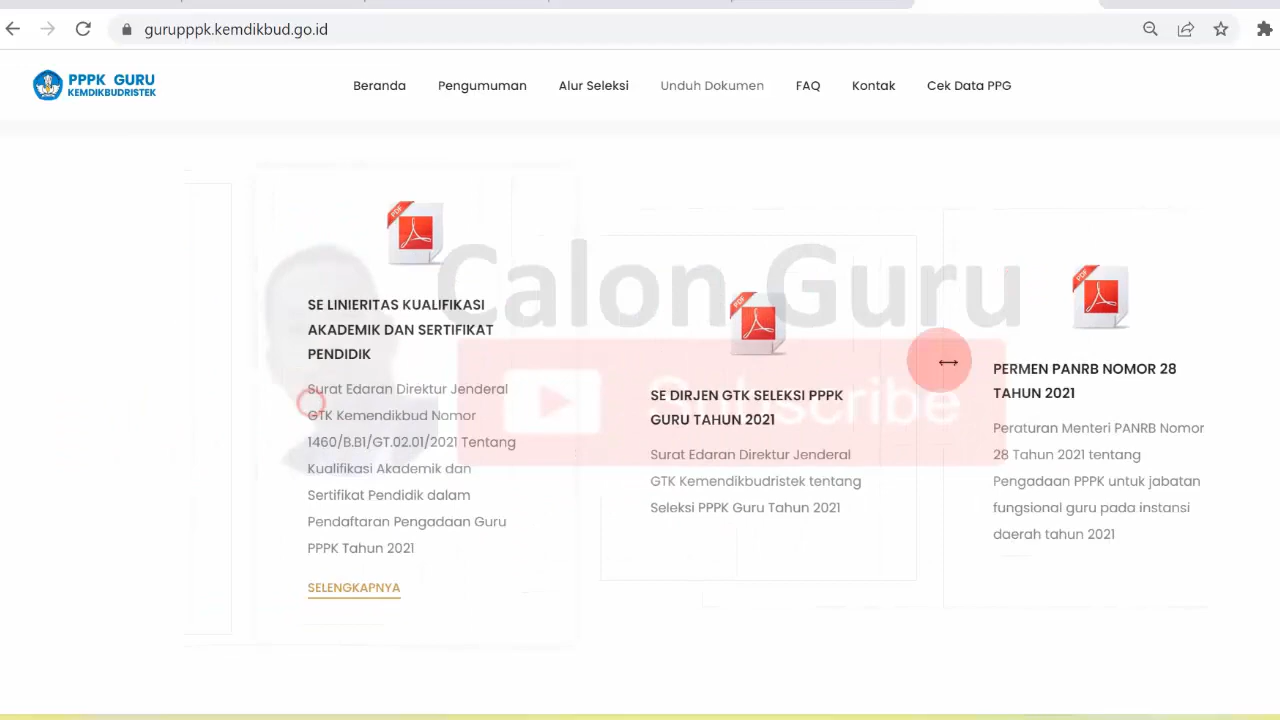 gurupppk.kemdikbud.go.id
PPPK GURU
KEMDIKBUDRISTEK
Beranda
Pengumuman
Alur Seleksi
Unduh Dokumen
FAQ
Kontak
Cek Data PPG
Calon Guru
Subscribe
PDF
SE LINIERITAS KUALIFIKASI
AKADEMIK DAN SERTIFIKAT
PENDIDIK
Surat Edaran Direktur Jenderal
GTK Kemendikbud Nomor
1460/B.B1/GT.02.01/2021 Tentang
Kualifikasi Akademik dan
Sertifikat Pendidik dalam
Pendaftaran Pengadaan Guru
PPPK Tahun 2021
SELENGKAPNYA
PDF
SE DIRJEN GTK SELEKSI PPPK
GURU TAHUN 2021
Surat Edaran Direktur Jenderal
GTK Kemendikbudristek tentang
Seleksi PPPK Guru Tahun 2021
PDF
PERMEN PANRB NOMOR 28
TAHUN 2021
Peraturan Menteri PANRB Nomor
28 Tahun 2021 tentang
Pengadaan PPPK untuk jabatan
fungsional guru pada instansi
daerah tahun 2021